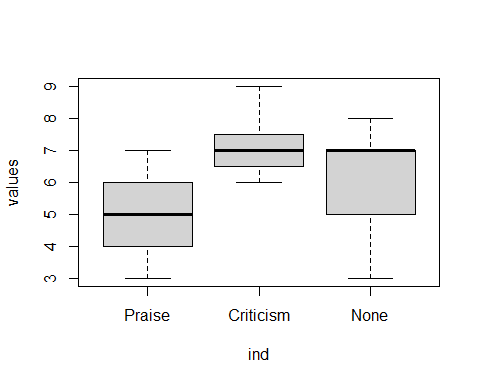 values
9
8
7
6
5
4
3
Praise Criticism None
ind